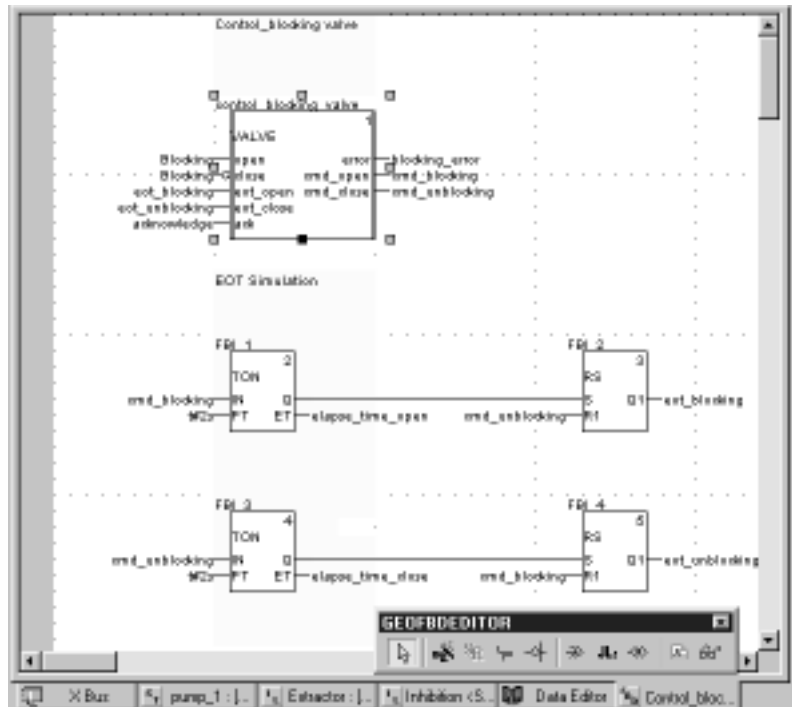 Control_blocking valve
control_blocking_valve
1
VALVE
Blocking open error blocking_error
Blocking close cmd_open cmd_blocking
eot_blocking eot_open cmd_close cmd_unblocking
eot_unblocking eot_close
acknowledge ack
EOT Simulation
FBI_1 FBI_2
2 3
TON RS
cmd_blocking IN Q S Q1 eot_blocking
t#2s PT ET elapse_time_open cmd_unblocking R1
FBI_3 FBI_4
4 5
TON RS
cmd_unblocking IN Q S Q1 eot_unblocking
t#2s PT ET elapse_time_close cmd_blocking R1
GEOFBDEDITOR
X Bus pump_1 : [... Extractor : [... Inhibition <S... Data Editor Control_bloc...